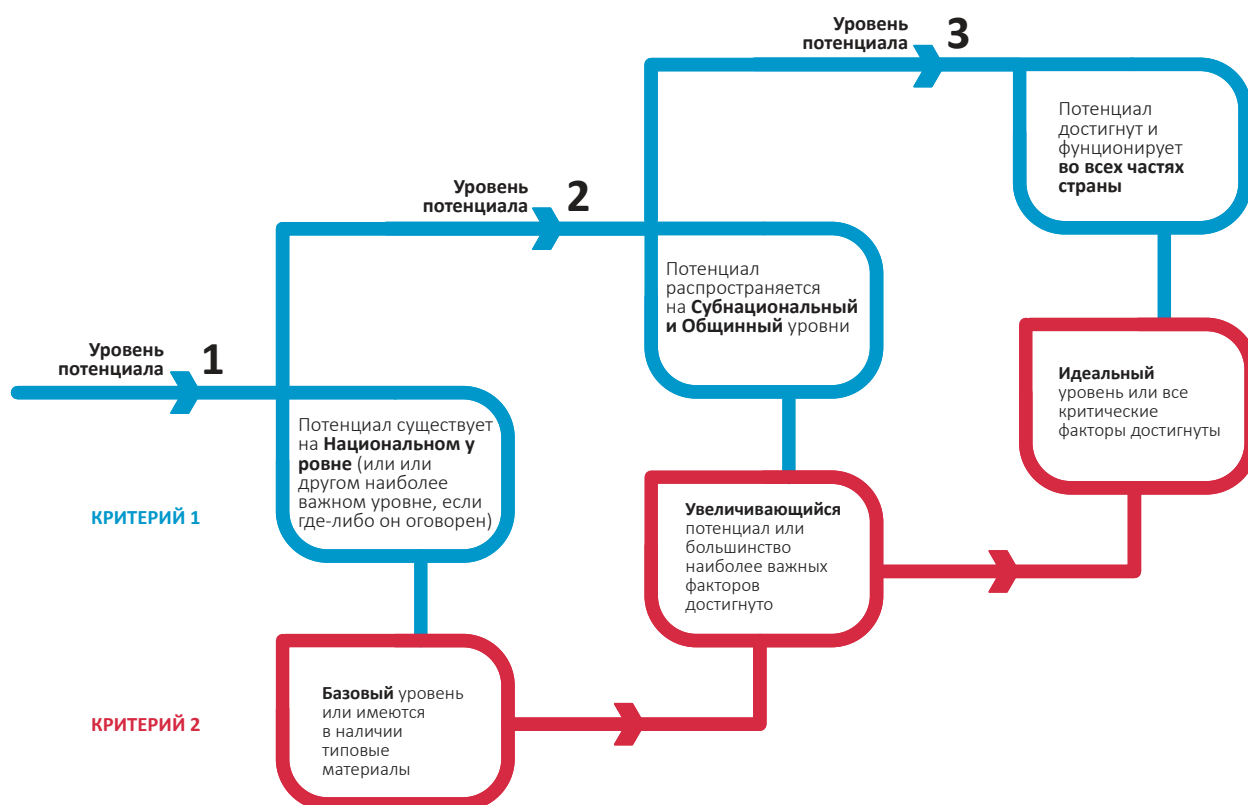 Уровень
потенциала 3
Потенциал
достигнут и
фунционирует
во всех частях
страны
Уровень
потенциала 2
Потенциал
распространяется
на Субнациональный
и Общинный уровни
Идеальный
уровень или все
критические
факторы достигнуты
Уровень
потенциала 1
Потенциал существует
на Национальном у
ровне (или или
другом наиболее
важном уровне, если
где-либо он оговорен)
КРИТЕРИЙ 1
Увеличивающийся
потенциал или
большинство
наиболее важных
факторов
достигнуто
КРИТЕРИЙ 2
Базовый уровень
или имеются
в наличии
типовые
материалы